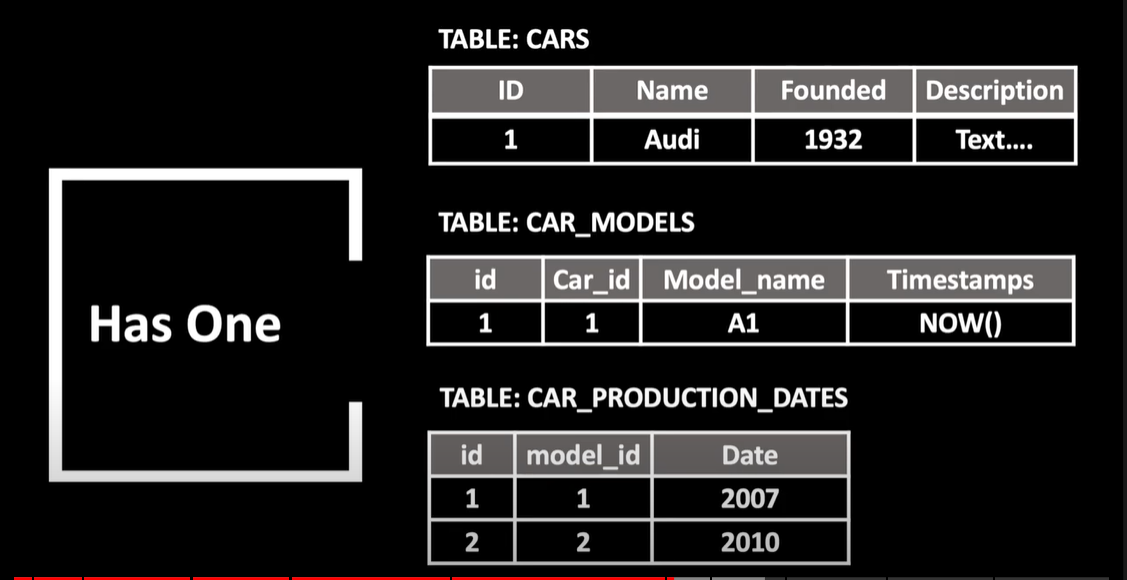 Has One
TABLE: CARS
ID Name Founded Description
1 Audi 1932 Text....
TABLE: CAR_MODELS
id Car_id Model_name Timestamps
1 1 A1 NOW()
TABLE: CAR_PRODUCTION_DATES
id model_id Date
1 1 2007
2 2 2010